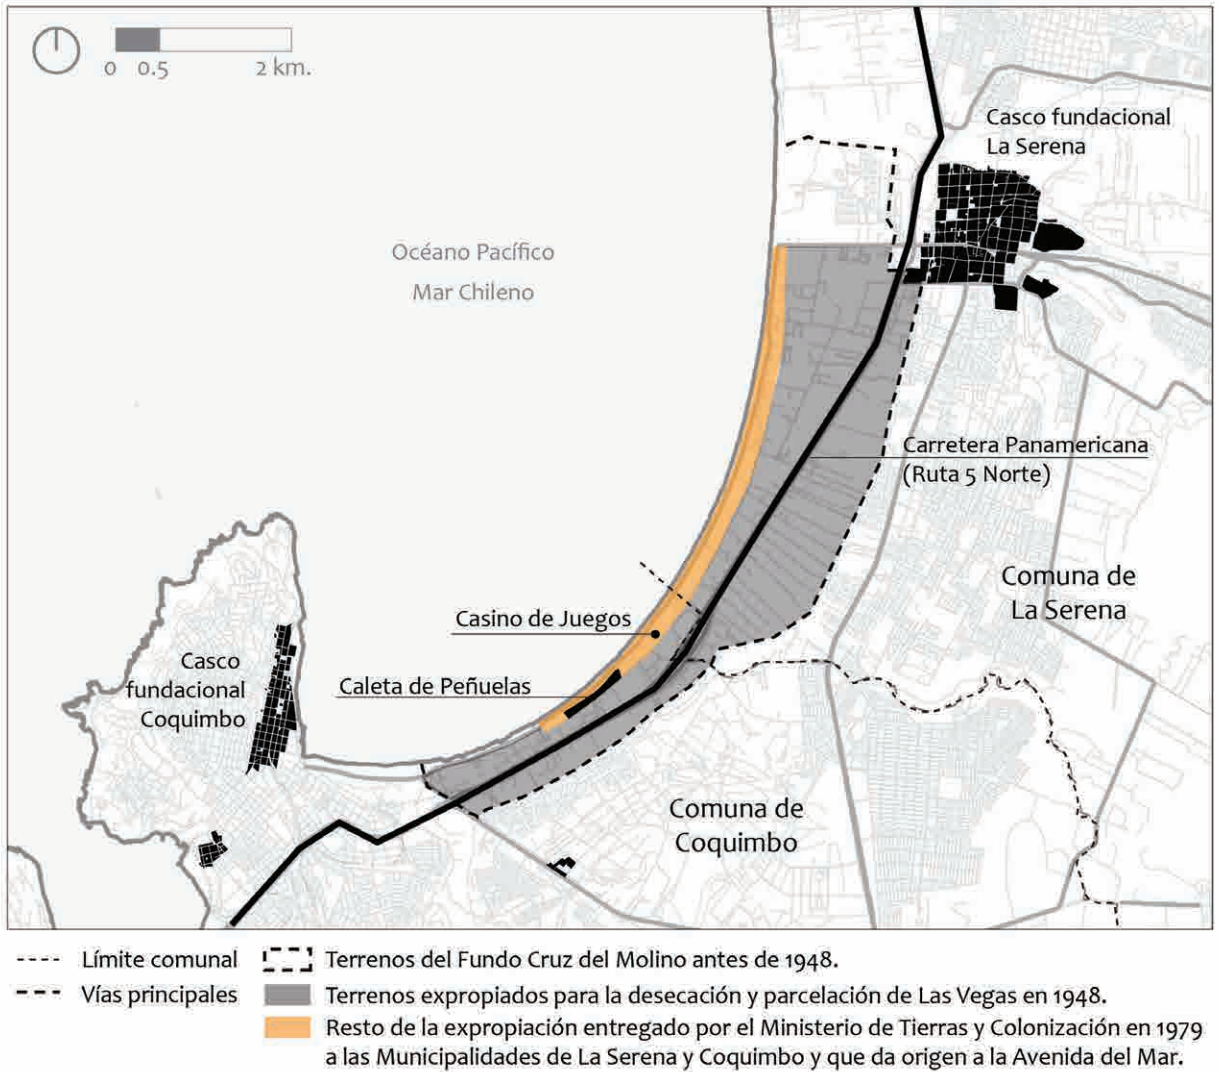 0 0.5 2 km.
Casco fundacional
La Serena
Océano Pacífico
Mar Chileno
Carretera Panamericana
(Ruta 5 Norte)
Comuna de
La Serena
Casino de Juegos
Casco
fundacional
Coquimbo
Caleta de Peñuelas
Comuna de
Coquimbo
Límite comunal
Vías principales
Terrenos del Fundo Cruz del Molino antes de 1948.
Terrenos expropiados para la desecación y parcelación de Las Vegas en 1948.
Resto de la expropiación entregado por el Ministerio de Tierras y Colonización en 1979
a las Municipalidades de La Serena y Coquimbo y que da origen a la Avenida del Mar.